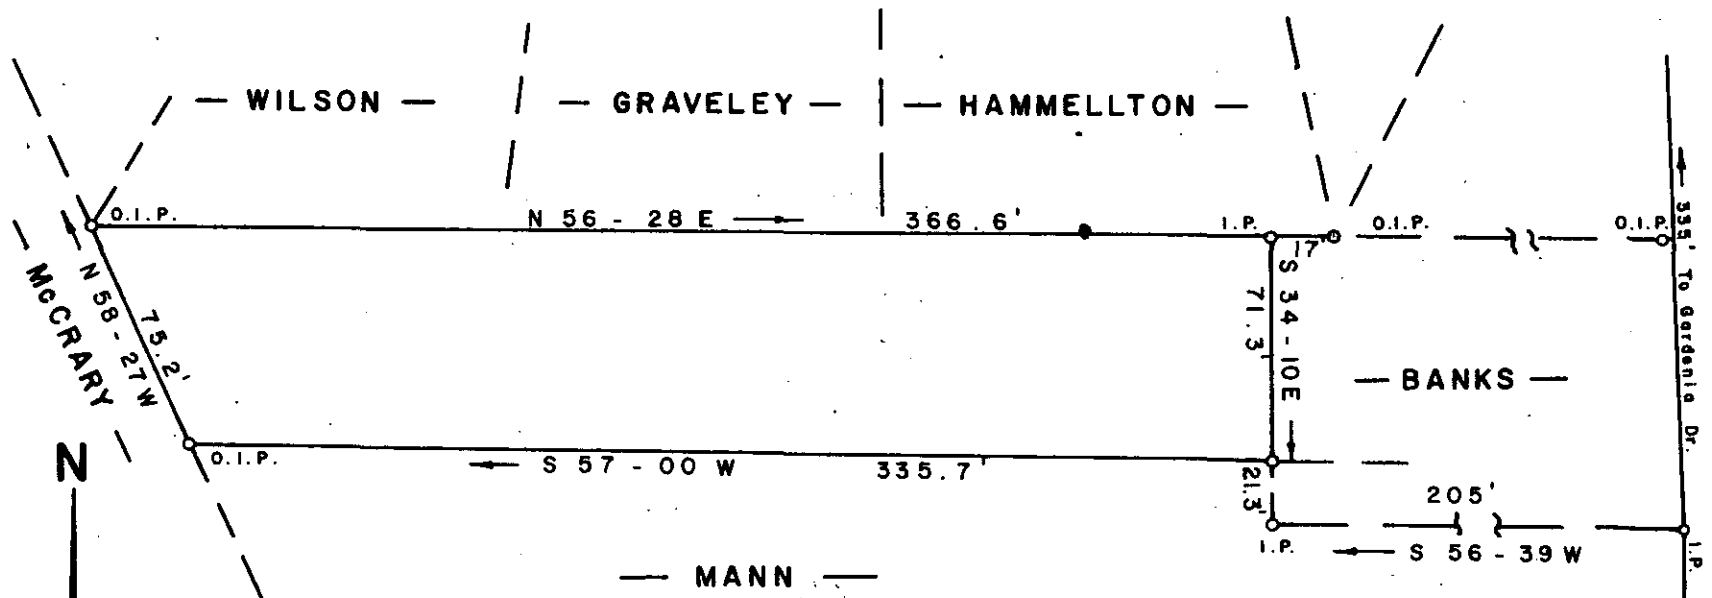 — WILSON — — GRAVELEY — — HAMMELLTON —
O.I.P. N 56 - 28 E 366.6' I.P. 17' O.I.P. O.I.P.
335' To Gardenia Dr.
N 58 - 27 W
75.2'
McCRARY
S 34 - 10 E
71.3'
— BANKS —
N
O.I.P. S 57 - 00 W 335.7'
21.3'
205'
I.P. S 56 - 39 W I.P.
— MANN —